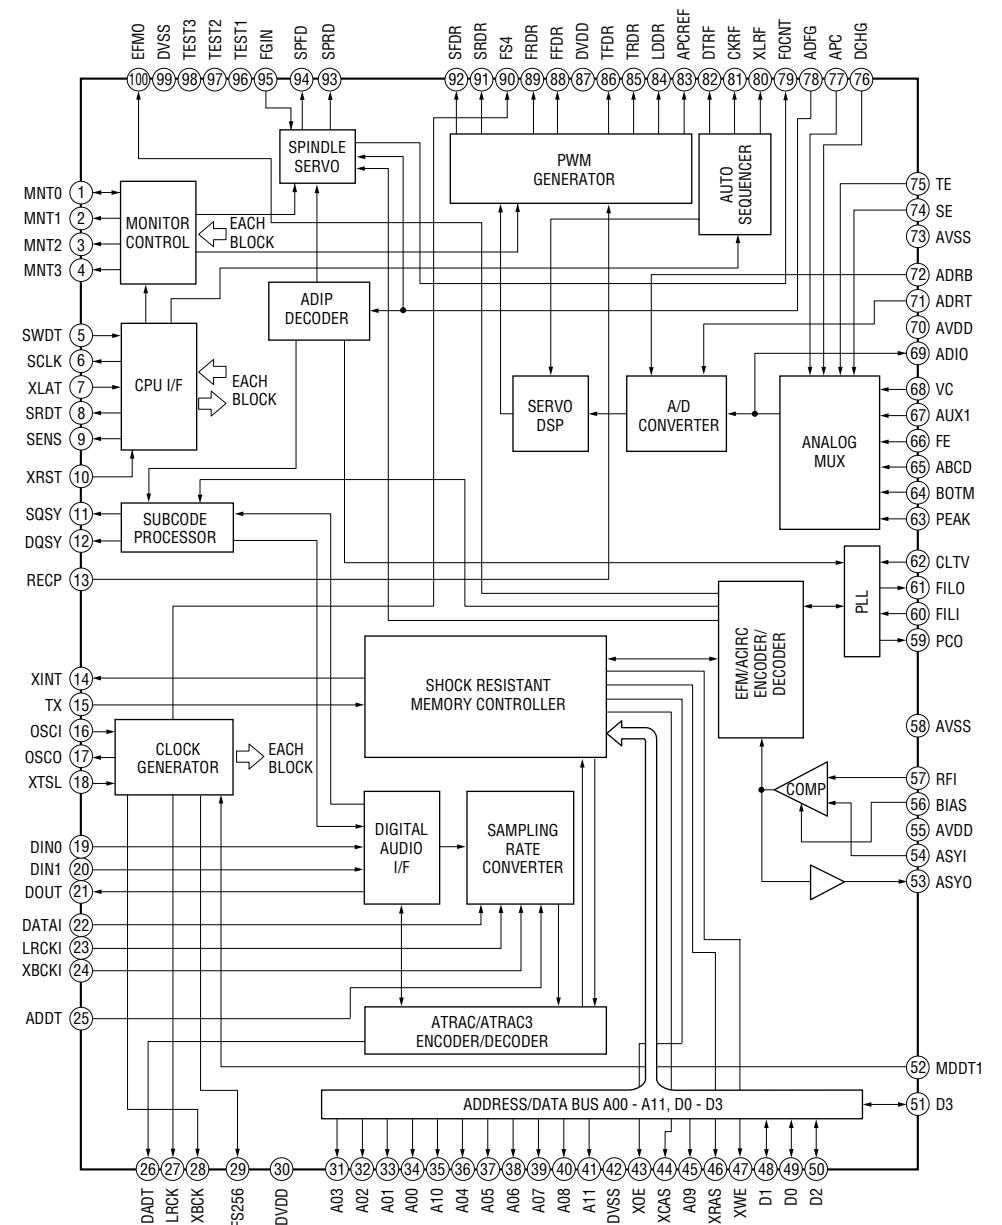 EFMO
DVSS
TEST3
TEST2
TEST1
FGIN
SPFD
SPRD
SFDR
SRDR
FS4
FRDR
FFDR
DVDD
TFDR
TRDR
LDDR
APCREF
DTRF
CKRF
XLRF
F0CNT
ADFG
APC
DCHG
100 99 98 97 96 95 94 93 92 91 90 89 88 87 86 85 84 83 82 81 80 79 78 77 76
SPINDLE
SERVO
PWM
GENERATOR
AUTO
SEQUENCER
MNT0 1
MNT1 2
MNT2 3
MNT3 4
MONITOR
CONTROL
EACH
BLOCK
ADIP
DECODER
SWDT 5
SCLK 6
XLAT 7
SRDT 8
SENS 9
XRST 10
CPU I/F
EACH
BLOCK
SERVO
DSP
A/D
CONVERTER
ANALOG
MUX
75 TE
74 SE
73 AVSS
72 ADRB
71 ADRT
70 AVDD
69 ADIO
68 VC
67 AUX1
66 FE
65 ABCD
64 BOTM
63 PEAK
SQSY 11
DQSY 12
SUBCODE
PROCESSOR
RECP 13
62 CLTV
61 FILO
60 FILI
59 PCO
PLL
EFM/ACIRC
ENCODER/
DECODER
SHOCK RESISTANT
MEMORY CONTROLLER
XINT 14
TX 15
OSCI 16
OSCO 17
XTSL 18
CLOCK
GENERATOR
EACH
BLOCK
58 AVSS
57 RFI
56 BIAS
55 AVDD
54 ASYI
53 ASYO
COMP
DIGITAL
AUDIO
I/F
SAMPLING
RATE
CONVERTER
DIN0 19
DIN1 20
DOUT 21
DATAI 22
LRCKI 23
XBCKI 24
ADDT 25
ATRAC/ATRAC3
ENCODER/DECODER
52 MDDT1
51 D3
ADDRESS/DATA BUS A00 - A11, D0 - D3
26 27 28 29 30 31 32 33 34 35 36 37 38 39 40 41 42 43 44 45 46 47 48 49 50
DADT
LRCK
XBCK
FS256
DVDD
A03
A02
A01
A00
A10
A04
A05
A06
A07
A08
A11
DVSS
XOE
XCAS
A09
XRAS
XWE
D1
D0
D2